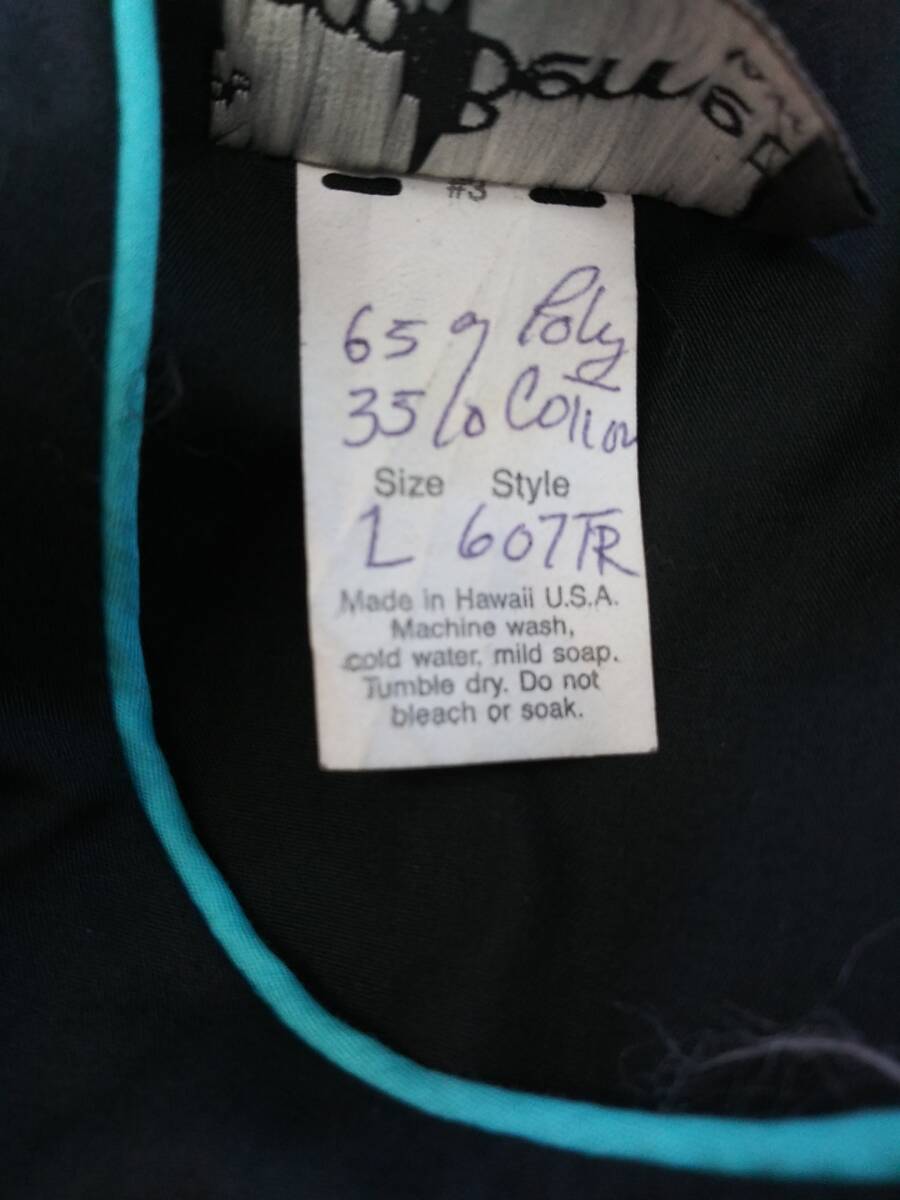 #3
65% Poly
35% Cotton
Size Style
L 607TR
Made in Hawaii U.S.A.
Machine wash,
cold water, mild soap.
Tumble dry. Do not
bleach or soak.